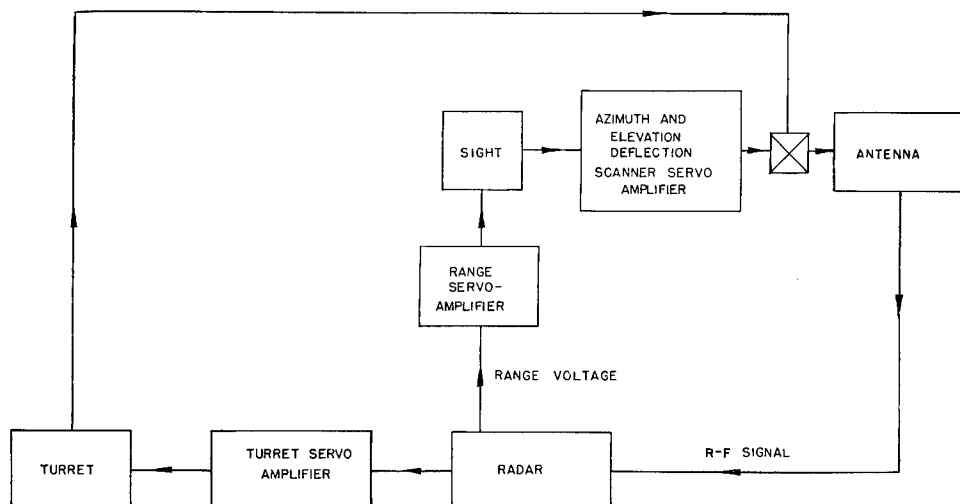 AZIMUTH AND
ELEVATION
DEFLECTION
SCANNER SERVO
AMPLIFIER
SIGHT
ANTENNA
RANGE
SERVO-
AMPLIFIER
RANGE VOLTAGE
TURRET
TURRET SERVO
AMPLIFIER
RADAR
R-F SIGNAL